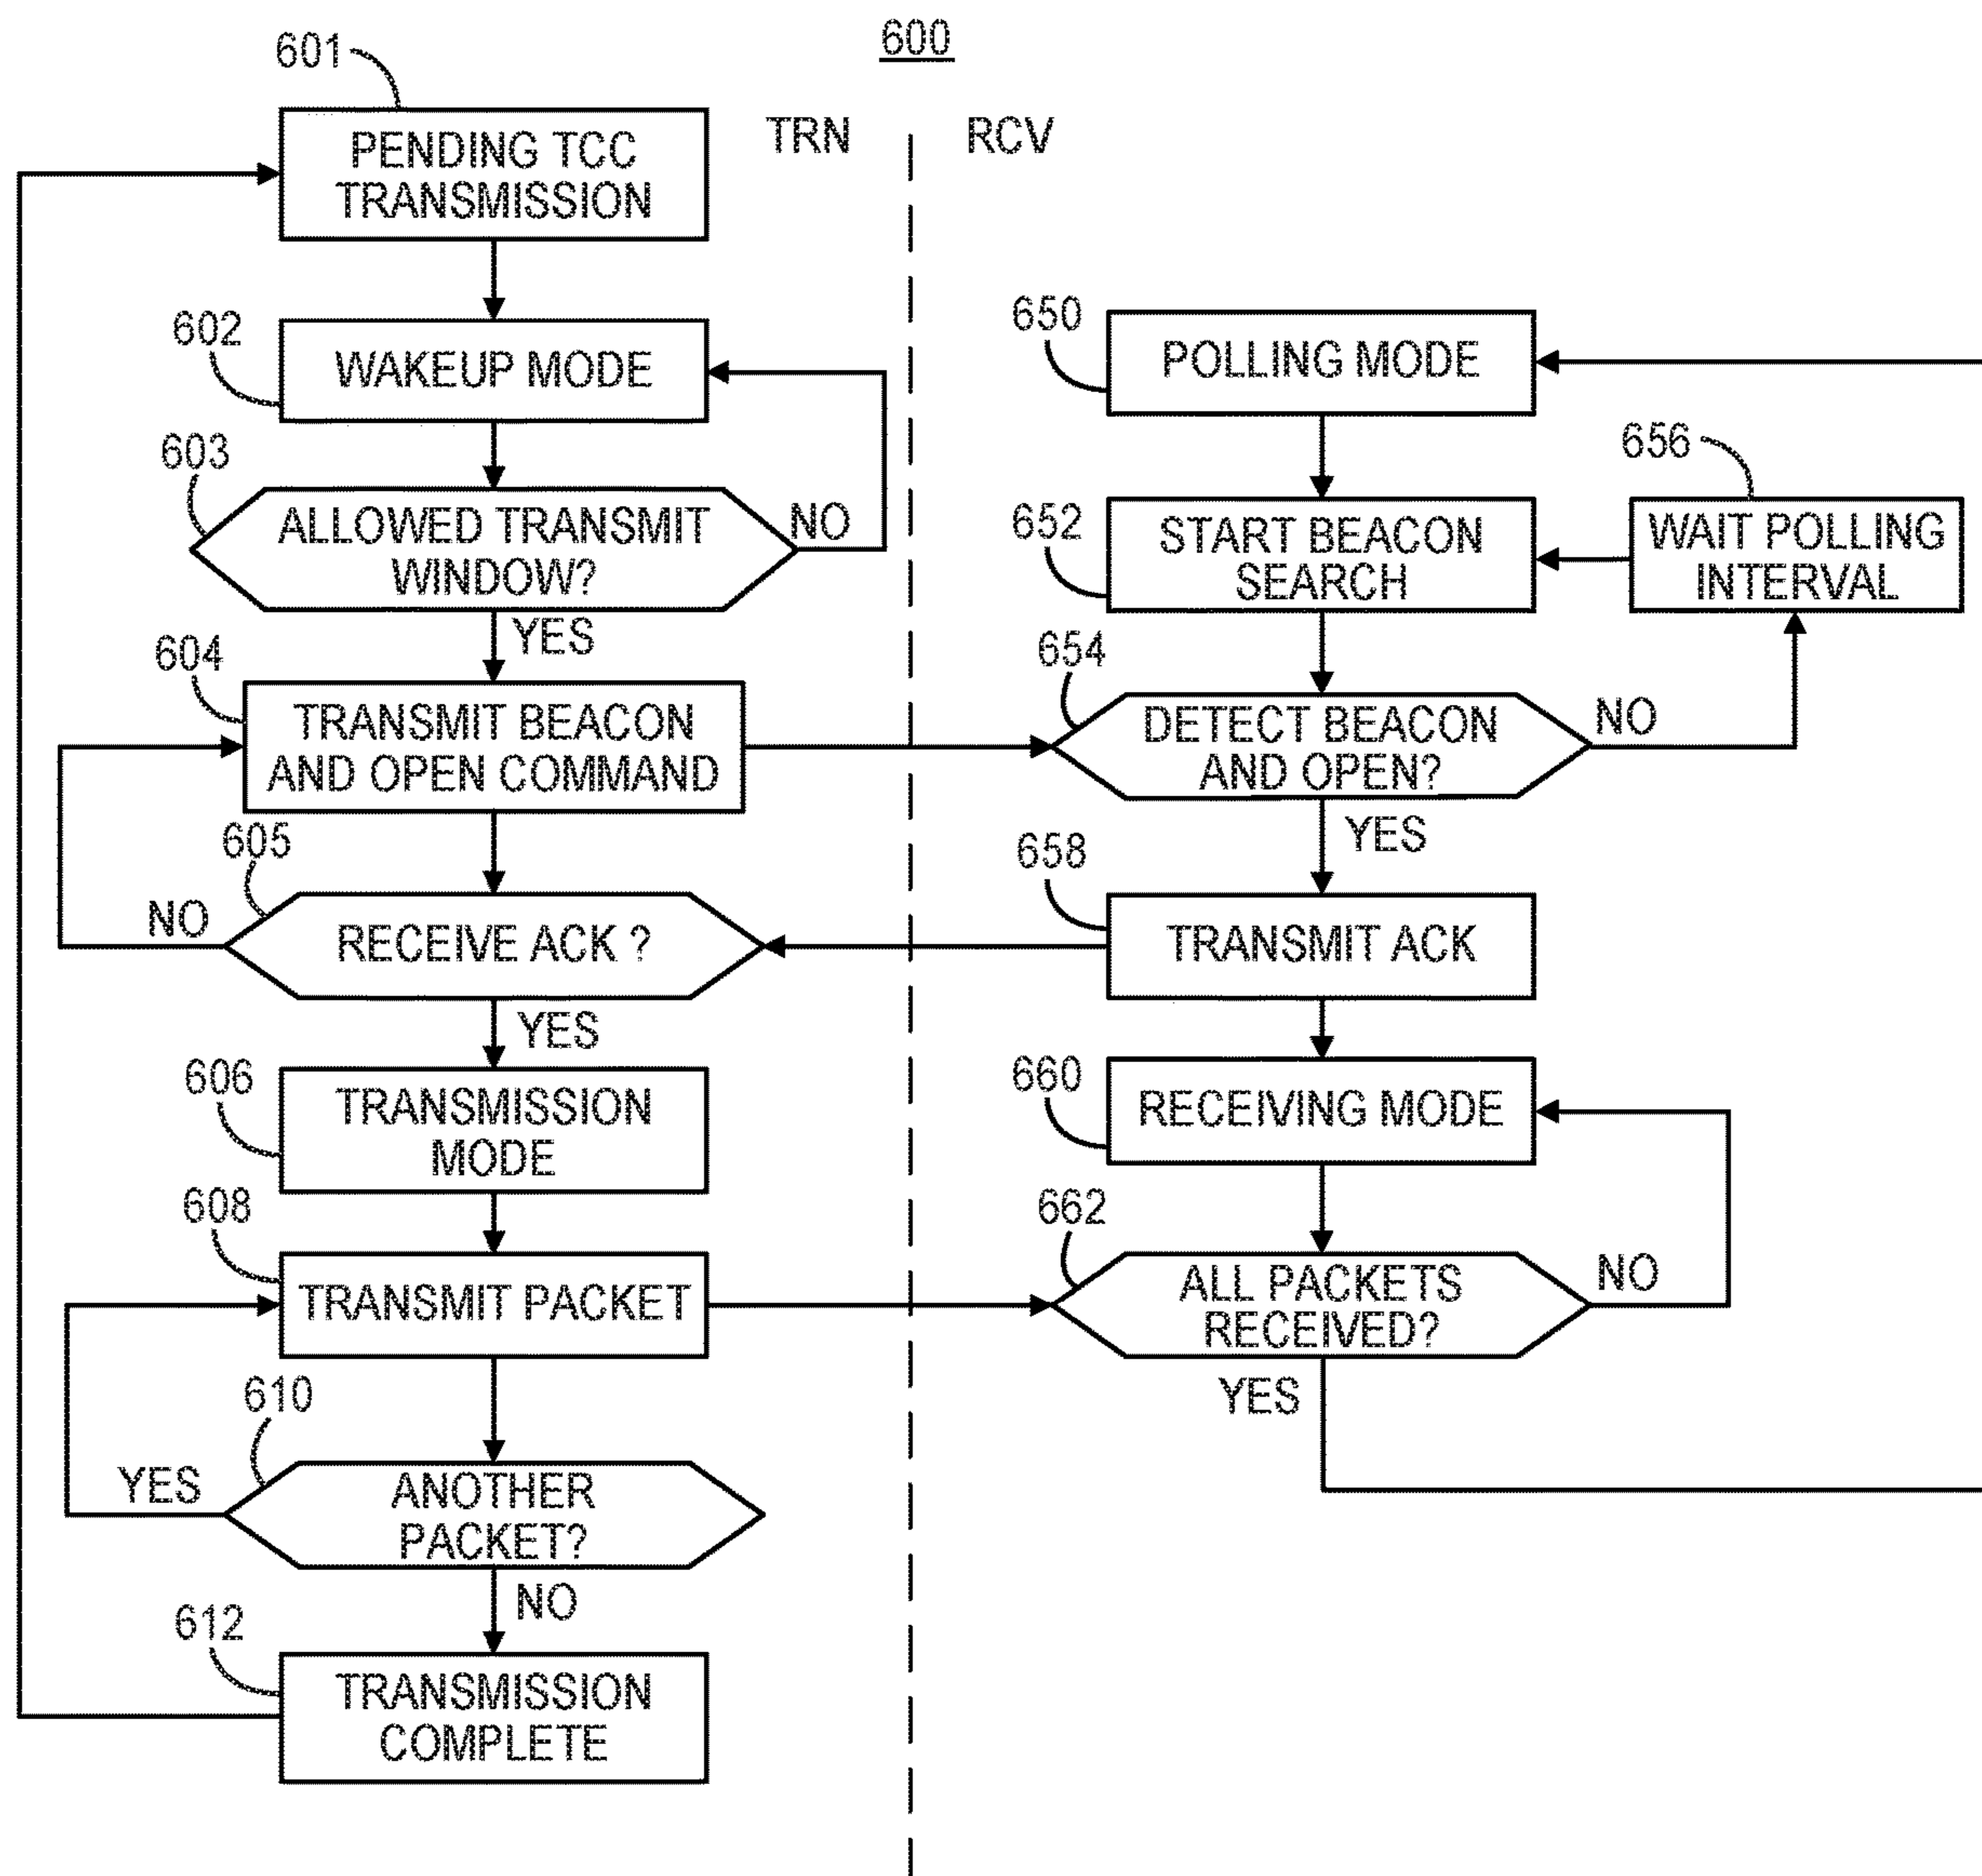 600
601
PENDING TCC
TRANSMISSION
TRN
RCV
602
WAKEUP MODE
603
ALLOWED TRANSMIT
WINDOW?
NO
YES
604
TRANSMIT BEACON
AND OPEN COMMAND
605
NO
RECEIVE ACK ?
YES
606
TRANSMISSION
MODE
608
TRANSMIT PACKET
610
YES
ANOTHER
PACKET?
NO
612
TRANSMISSION
COMPLETE
650
POLLING MODE
652
START BEACON
SEARCH
656
WAIT POLLING
INTERVAL
654
DETECT BEACON
AND OPEN?
NO
YES
658
TRANSMIT ACK
660
RECEIVING MODE
662
ALL PACKETS
RECEIVED?
NO
YES